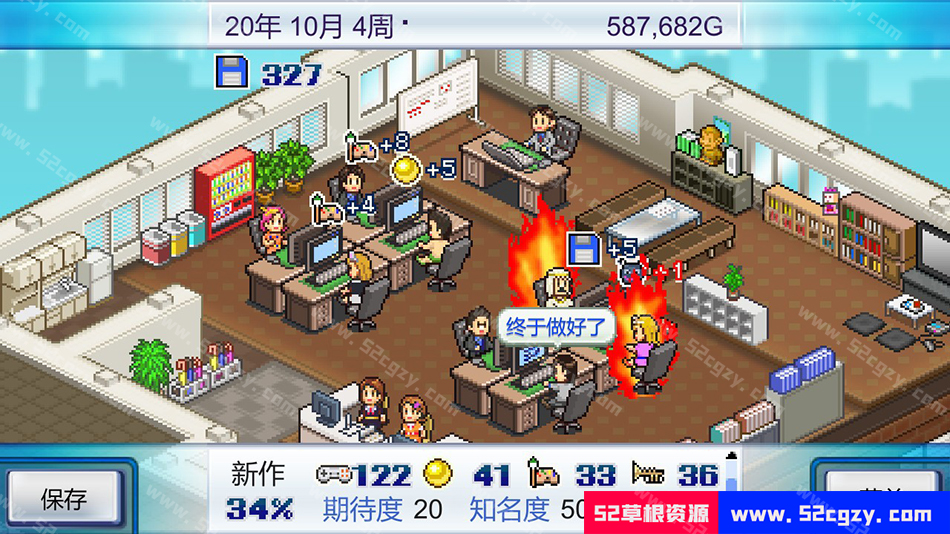 20年 10月 4周
587,682G
327
+8
+5
+4
+5
+1
终于做好了
新作
122 41 33 36
34% 期待度 20 知名度 50
保存
52草根资源 www.52cgzy.com